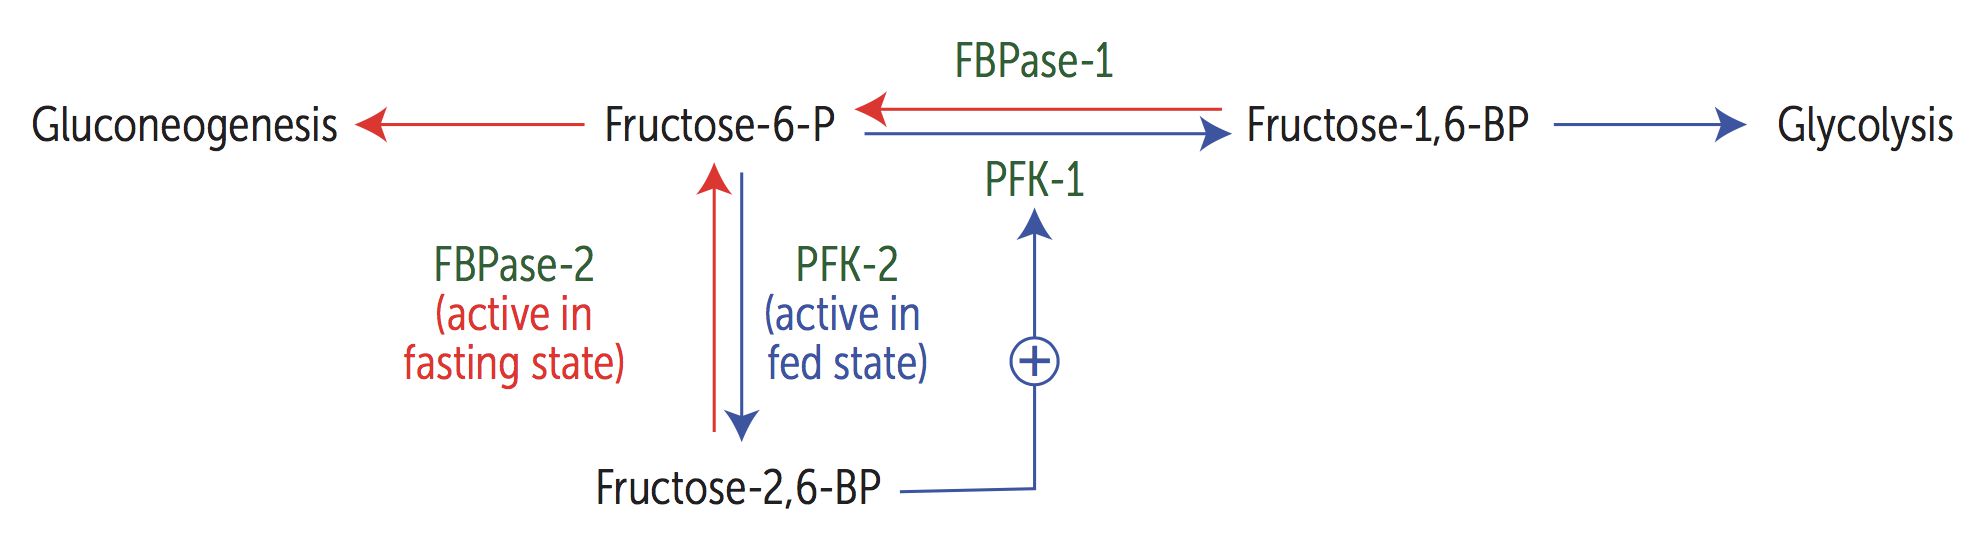 FBPase-1
Gluconeogenesis Fructose-6-P Fructose-1,6-BP Glycolysis
PFK-1
FBPase-2
(active in
fasting state)
PFK-2
(active in
fed state)
+
Fructose-2,6-BP